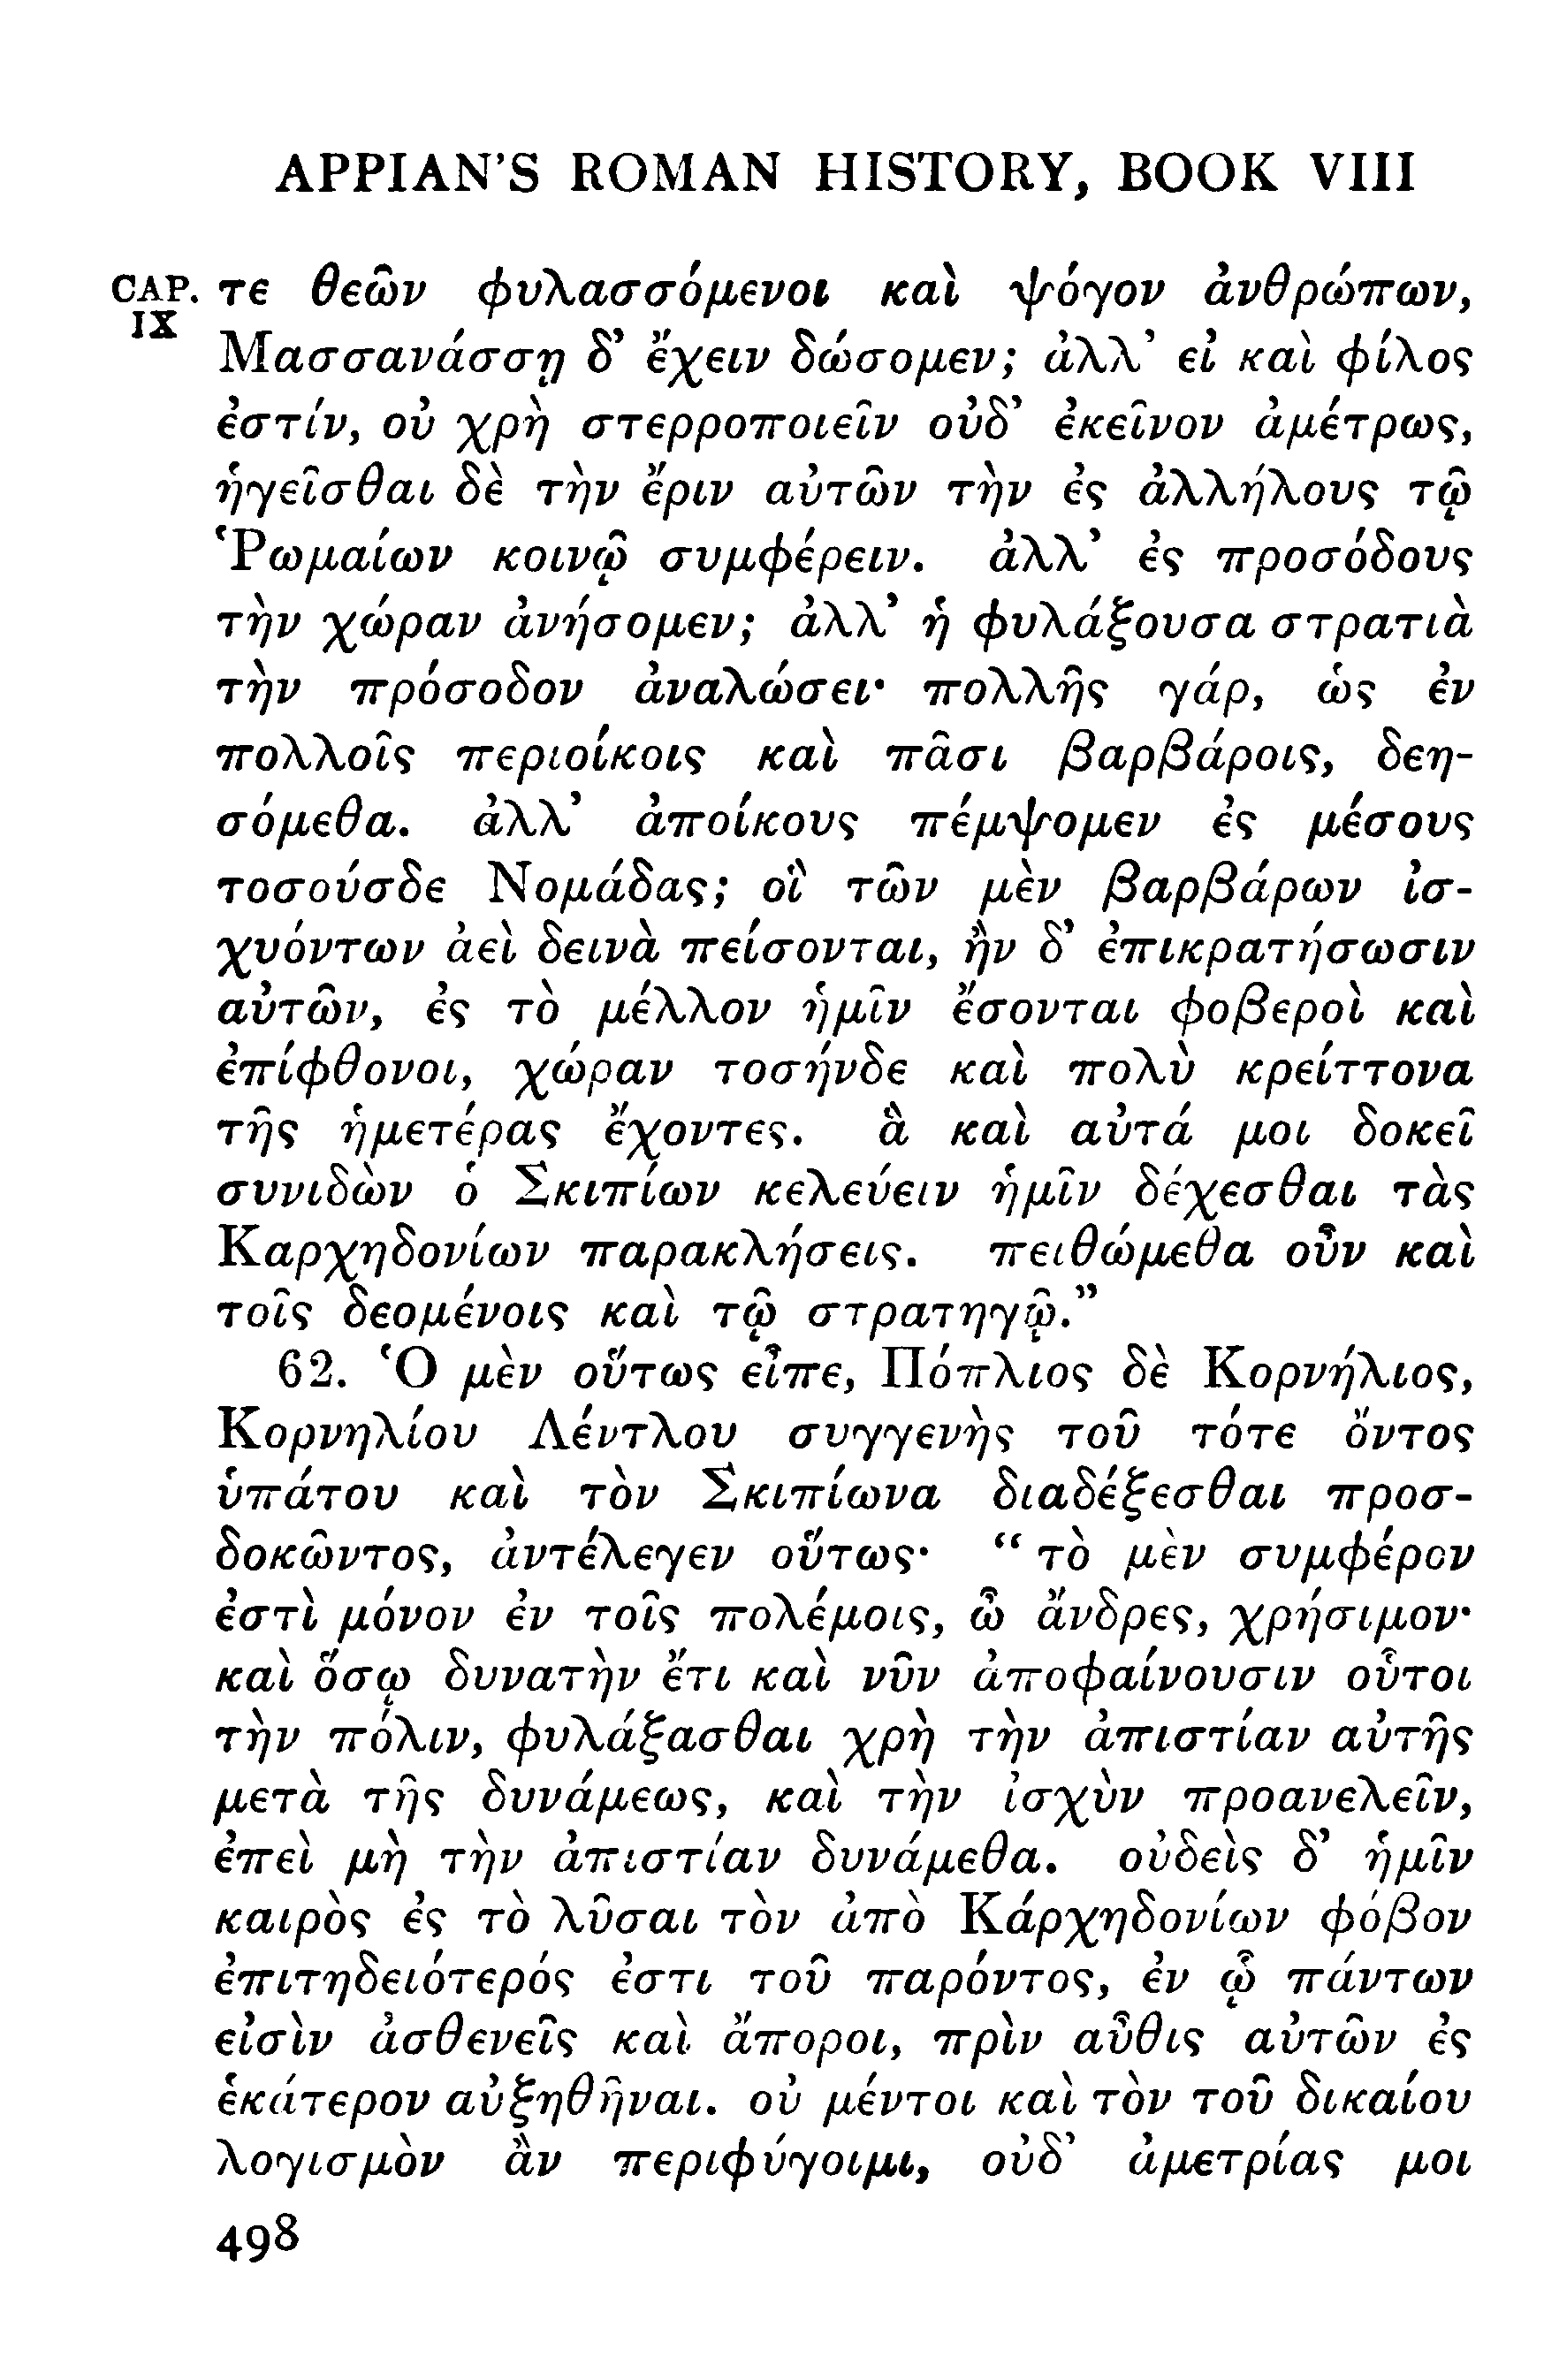 APPIAN'S ROMAN HISTORY, BOOK VIII
CAP. IX
τε θεῶν φυλασσόμενοι καὶ ψόγον ἀνθρώπων,
Μασσανάσσῃ δ' ἔχειν δώσομεν; ἀλλ' εἰ καὶ φίλος
ἐστίν, οὐ χρὴ στερροποιεῖν οὐδ' ἐκεῖνον ἀμέτρως,
ἡγεῖσθαι δὲ τὴν ἔριν αὐτῶν τὴν ἐς ἀλλήλους τῷ
Ῥωμαίων κοινῷ συμφέρειν. ἀλλ' ἐς προσόδους
τὴν χώραν ἀνήσομεν; ἀλλ' ἡ φυλάξουσα στρατιὰ
τὴν πρόσοδον ἀναλώσει· πολλῆς γάρ, ὡς ἐν
πολλοῖς περιοίκοις καὶ πᾶσι βαρβάροις, δεη-
σόμεθα. ἀλλ' ἀποίκους πέμψομεν ἐς μέσους
τοσούσδε Νομάδας; οἳ τῶν μὲν βαρβάρων ἰσ-
χυόντων ἀεὶ δεινὰ πείσονται, ἢν δ' ἐπικρατήσωσιν
αὐτῶν, ἐς τὸ μέλλον ἡμῖν ἔσονται φοβεροὶ καὶ
ἐπίφθονοι, χώραν τοσήνδε καὶ πολὺ κρείττονα
τῆς ἡμετέρας ἔχοντες. ἃ καὶ αὐτά μοι δοκεῖ
συνιδὼν ὁ Σκιπίων κελεύειν ἡμῖν δέχεσθαι τὰς
Καρχηδονίων παρακλήσεις. πειθώμεθα οὖν καὶ
τοῖς δεομένοις καὶ τῷ στρατηγῷ."
62. Ὁ μὲν οὕτως εἶπε, Πόπλιος δὲ Κορνήλιος,
Κορνηλίου Λέντλου συγγενὴς τοῦ τότε ὄντος
ὑπάτου καὶ τὸν Σκιπίωνα διαδέξεσθαι προσ-
δοκῶντος, ἀντέλεγεν οὕτως· "τὸ μὲν συμφέρον
ἐστὶ μόνον ἐν τοῖς πολέμοις, ὦ ἄνδρες, χρήσιμον·
καὶ ὅσῳ δυνατὴν ἔτι καὶ νῦν ἀποφαίνουσιν οὗτοι
τὴν πόλιν, φυλάξασθαι χρὴ τὴν ἀπιστίαν αὐτῆς
μετὰ τῆς δυνάμεως, καὶ τὴν ἰσχὺν προανελεῖν,
ἐπεὶ μὴ τὴν ἀπιστίαν δυνάμεθα. οὐδεὶς δ' ἡμῖν
καιρὸς ἐς τὸ λῦσαι τὸν ἀπὸ Κάρχηδονίων φόβον
ἐπιτηδειότερός ἐστι τοῦ παρόντος, ἐν ᾧ πάντων
εἰσὶν ἀσθενεῖς καὶ ἄποροι, πρὶν αὖθις αὐτῶν ἐς
ἑκάτερον αὐξηθῆναι. οὐ μέντοι καὶ τὸν τοῦ δικαίου
λογισμὸν ἂν περιφύγοιμι, οὐδ' ἀμετρίας μοι
498